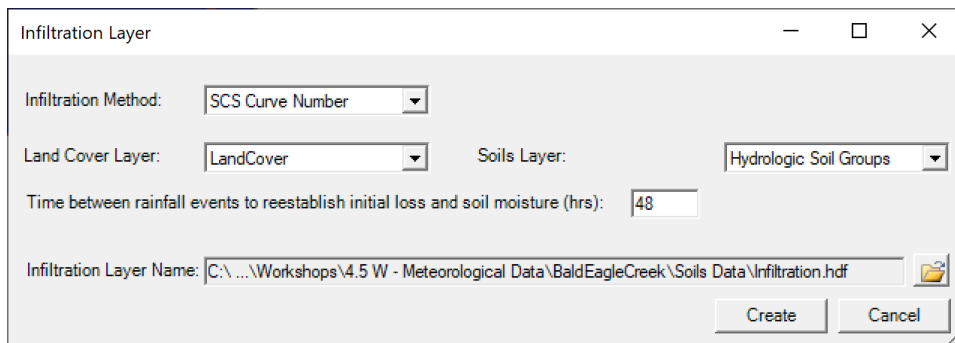 Infiltration Layer
Infiltration Method: SCS Curve Number
Land Cover Layer: LandCover Soils Layer: Hydrologic Soil Groups
Time between rainfall events to reestablish initial loss and soil moisture (hrs): 48
Infiltration Layer Name: C:\ ...\Workshops\4.5 W - Meteorological Data\BaldEagleCreek\Soils Data\Infiltration.hdf
Create Cancel